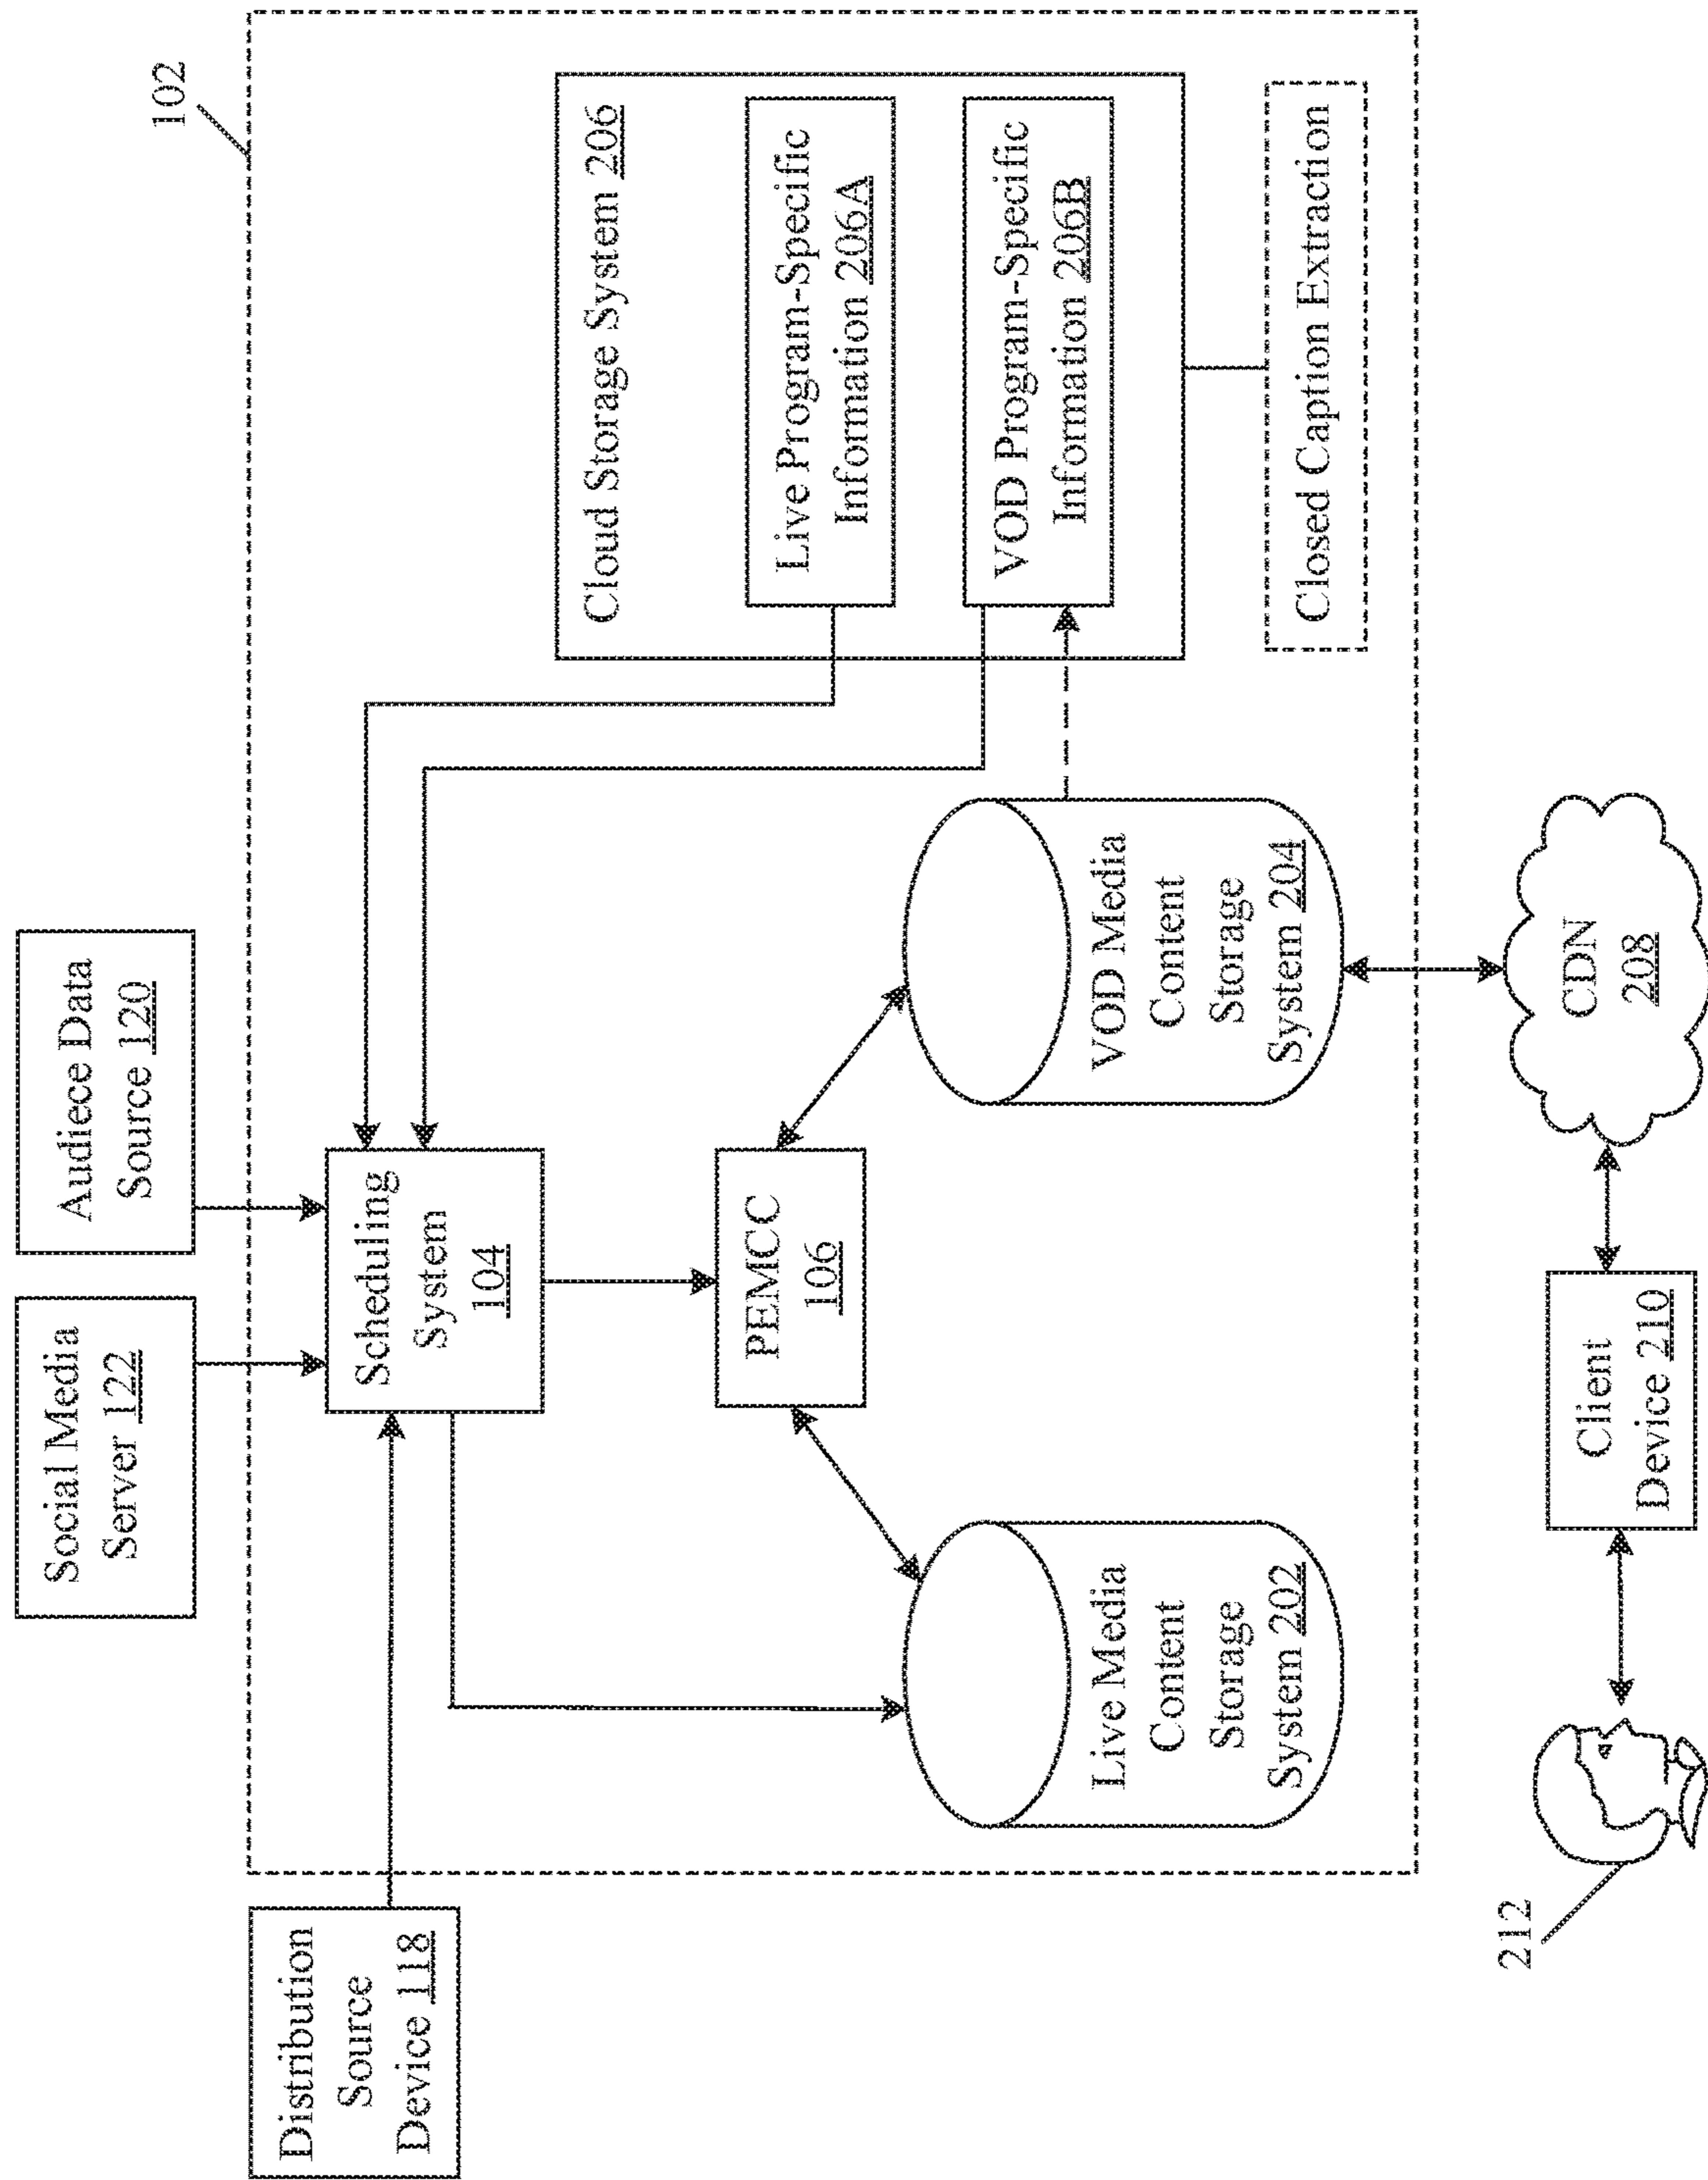 Social Media
Server 122
Audiece Data
Source 120
102
Distribution
Source
Device 118
Scheduling
System
104
Cloud Storage System 206
Live Program-Specific
Information 206A
VOD Program-Specific
Information 206B
PEMCC
106
Live Media
Content
Storage
System 202
VOD Media
Content
Storage
System 204
Closed Caption Extraction
212
Client
Device 210
CDN
208